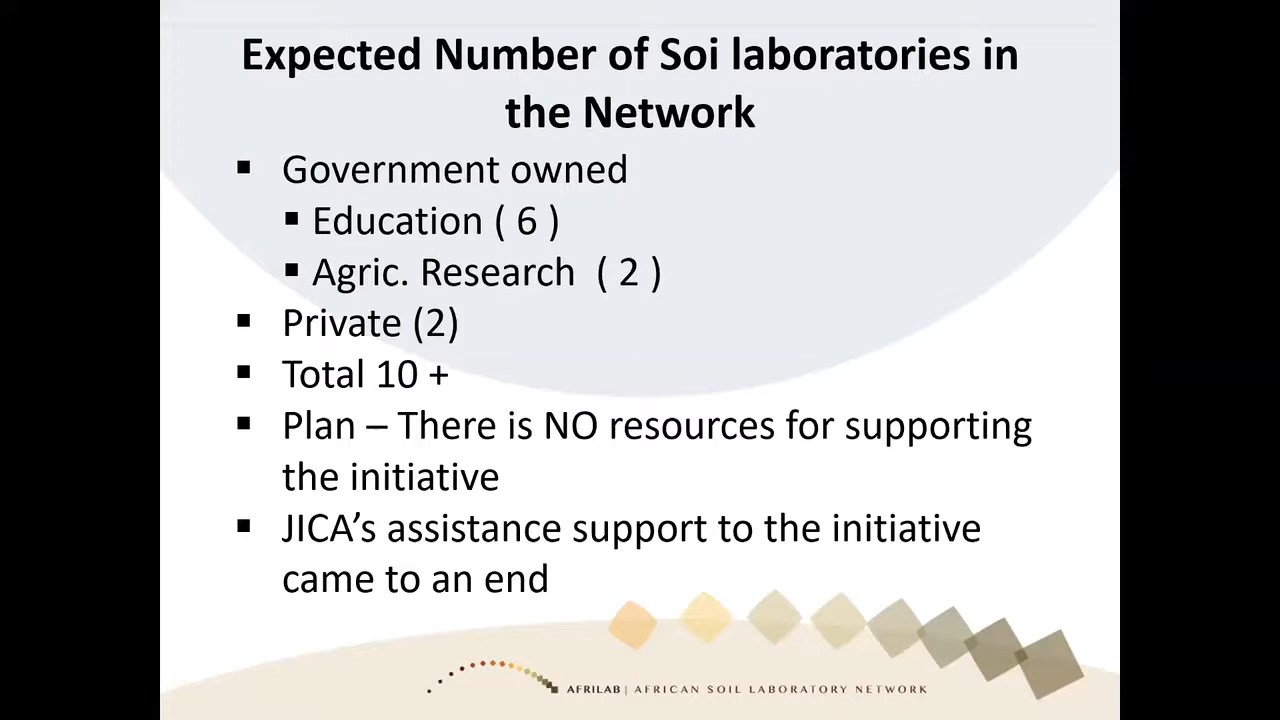 Expected Number of Soi laboratories in
the Network
▪ Government owned
▪ Education ( 6 )
▪ Agric. Research ( 2 )
▪ Private (2)
▪ Total 10 +
▪ Plan – There is NO resources for supporting
the initiative
▪ JICA’s assistance support to the initiative
came to an end
AFRILAB | AFRICAN SOIL LABORATORY NETWORK